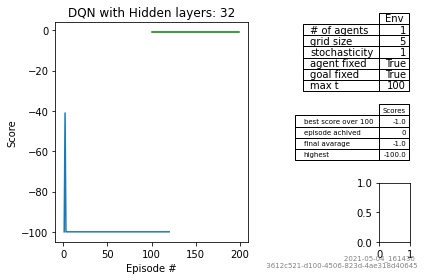 DQN with Hidden layers: 32
0
−20
−40
−60
−80
−100
Score
0
50
100
150
200
Episode #
Env
# of agents 1
grid size 5
stochasticity 1
agent fixed True
goal fixed True
max t 100
Scores
best score over 100 -1.0
episode achived 0
final avarage -1.0
highest -100.0
1.0
0.5
0.0
0
1
2021-05-04 161436
3612c521-d100-4506-823d-4ae318d40645